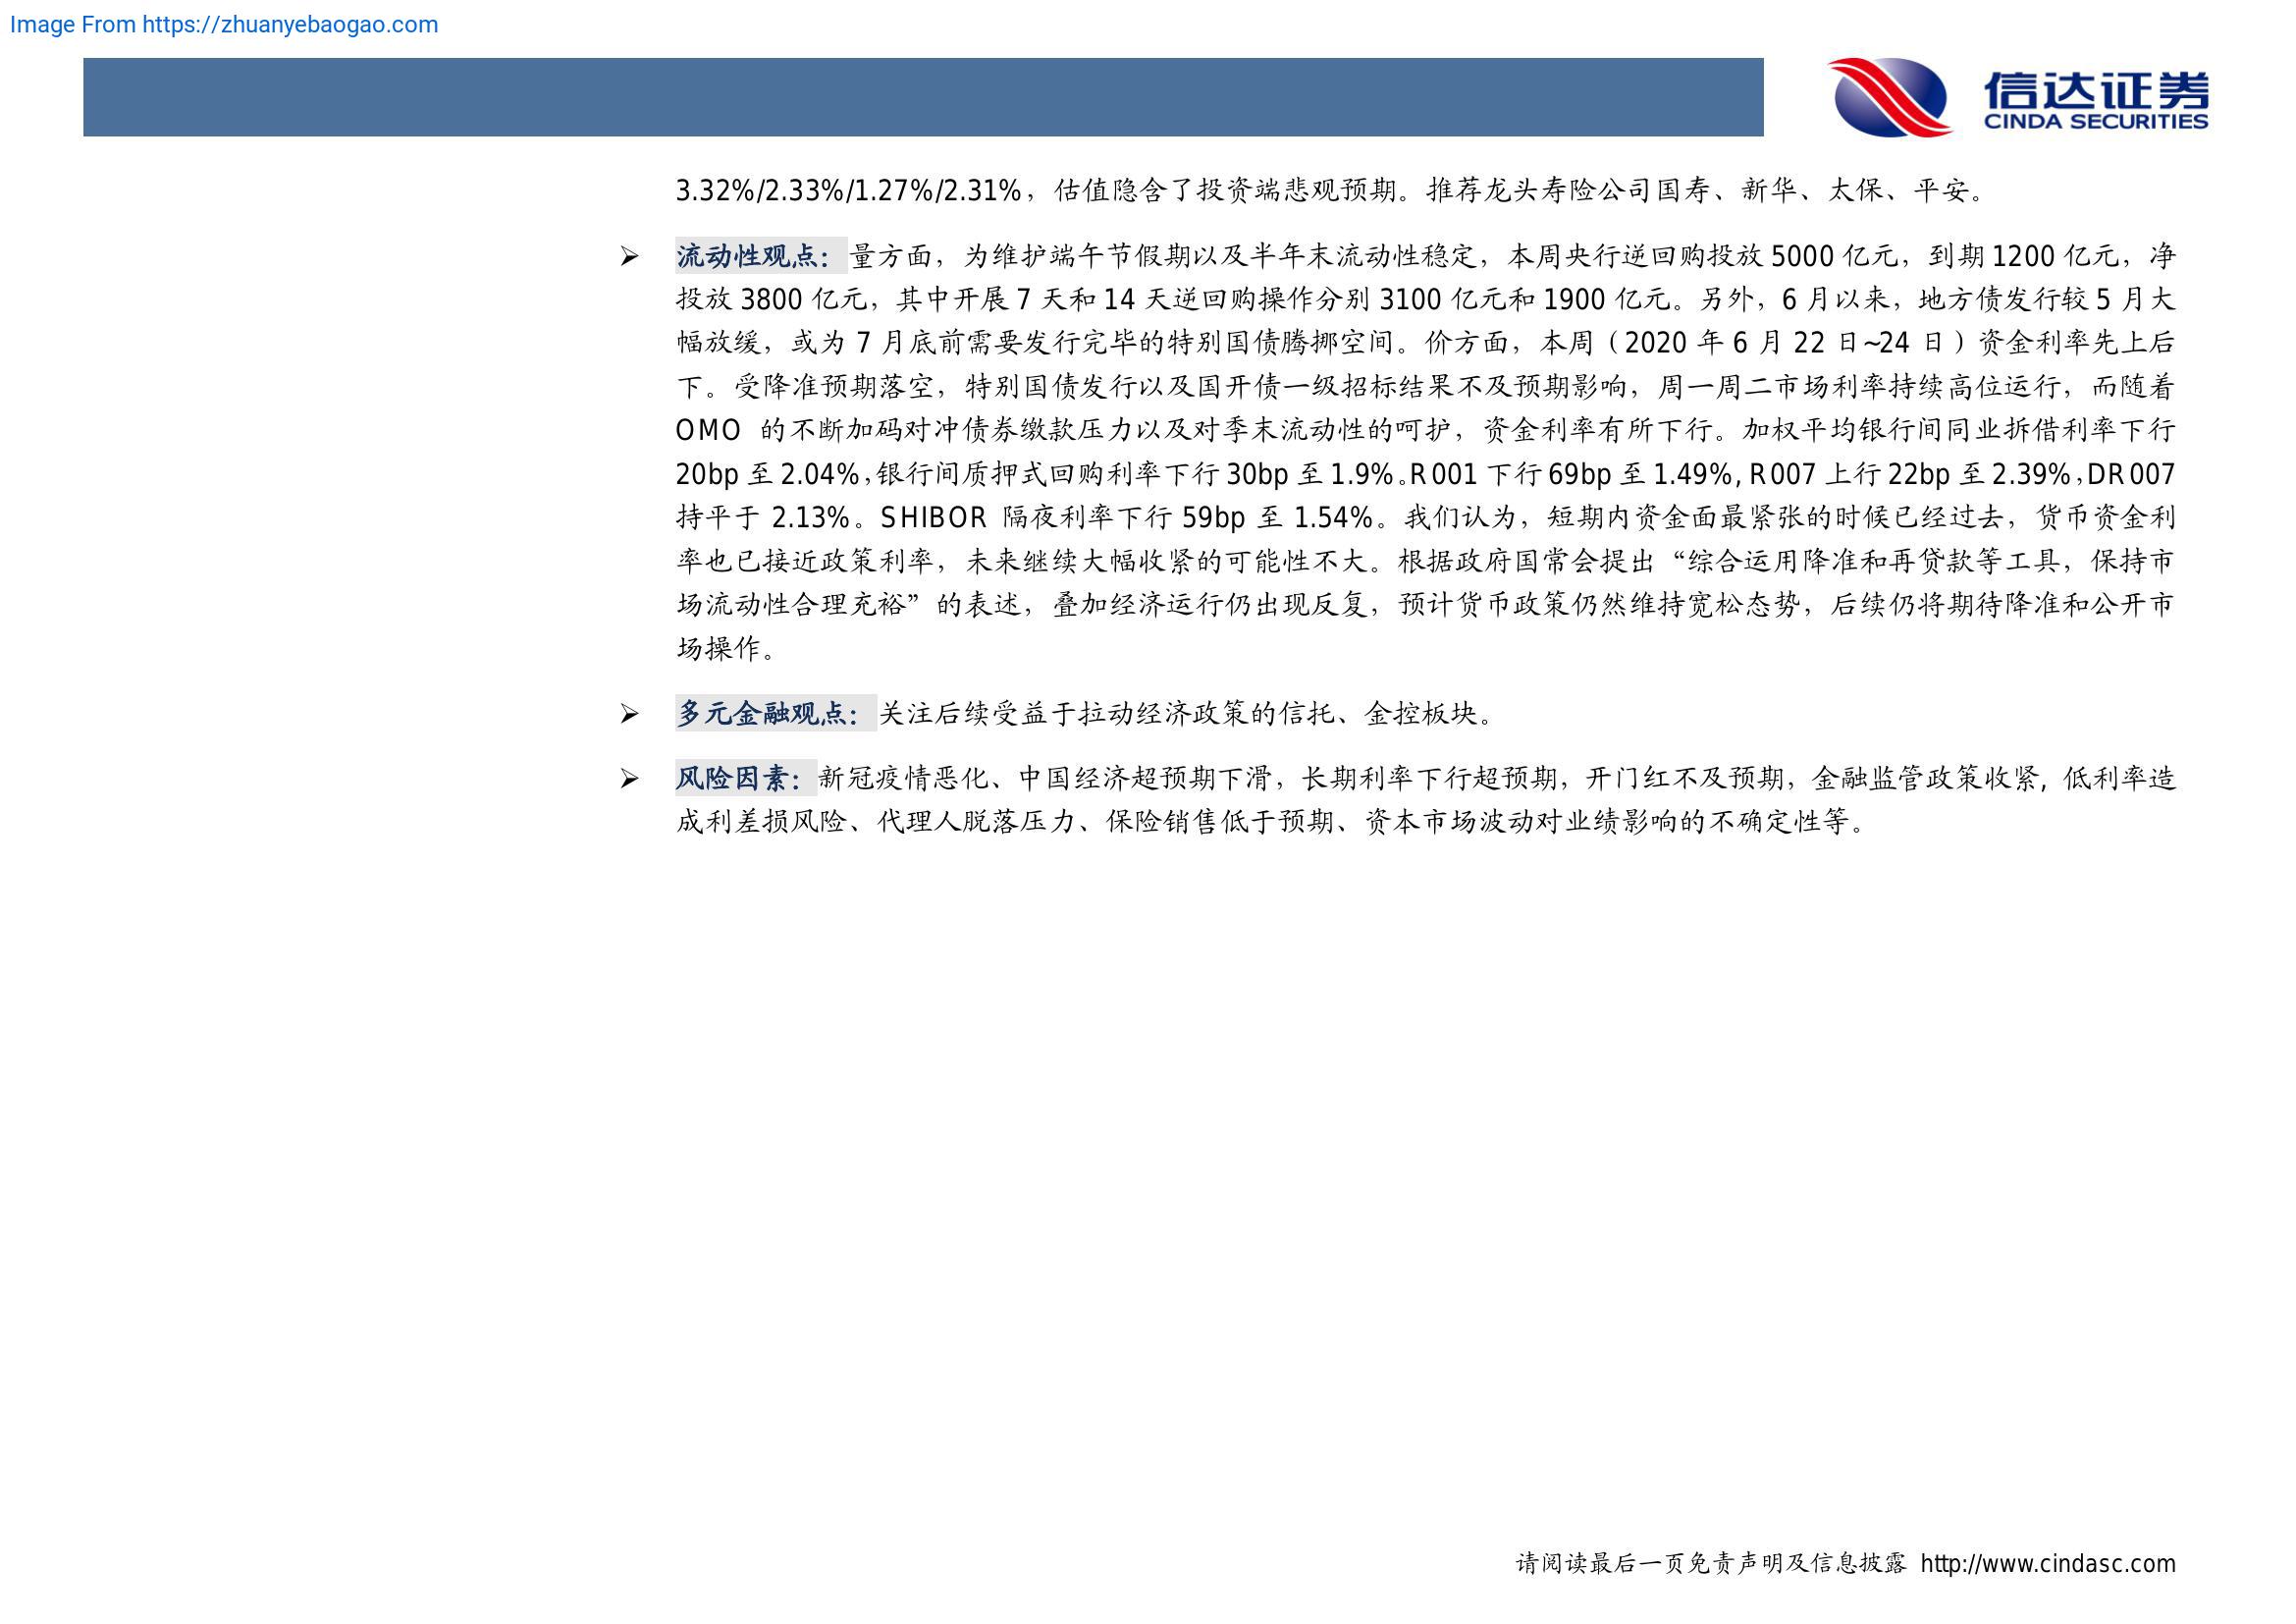 Image From https://zhuanyebaogao.com
信达证券
CINDA SECURITIES
3.32%/2.33%/1.27%/2.31%，估值隐含了投资端悲观预期。推荐龙头寿险公司国寿、新华、太保、平安。
➢ 流动性观点：量方面，为维护端午节假期以及半年末流动性稳定，本周央行逆回购投放 5000 亿元，到期 1200 亿元，净
投放 3800 亿元，其中开展 7 天和 14 天逆回购操作分别 3100 亿元和 1900 亿元。另外，6 月以来，地方债发行较 5 月大
幅放缓，或为 7 月底前需要发行完毕的特别国债腾挪空间。价方面，本周（2020 年 6 月 22 日~24 日）资金利率先上后
下。受降准预期落空，特别国债发行以及国开债一级招标结果不及预期影响，周一周二市场利率持续高位运行，而随着
OMO 的不断加码对冲债券缴款压力以及对季末流动性的呵护，资金利率有所下行。加权平均银行间同业拆借利率下行
20bp 至 2.04%，银行间质押式回购利率下行 30bp 至 1.9%。R001 下行 69bp 至 1.49%, R007 上行 22bp 至 2.39%，DR007
持平于 2.13%。SHIBOR 隔夜利率下行 59bp 至 1.54%。我们认为，短期内资金面最紧张的时候已经过去，货币资金利
率也已接近政策利率，未来继续大幅收紧的可能性不大。根据政府国常会提出“综合运用降准和再贷款等工具，保持市
场流动性合理充裕”的表述，叠加经济运行仍出现反复，预计货币政策仍然维持宽松态势，后续仍将期待降准和公开市
场操作。
➢ 多元金融观点：关注后续受益于拉动经济政策的信托、金控板块。
➢ 风险因素：新冠疫情恶化、中国经济超预期下滑，长期利率下行超预期，开门红不及预期，金融监管政策收紧, 低利率造
成利差损风险、代理人脱落压力、保险销售低于预期、资本市场波动对业绩影响的不确定性等。
请阅读最后一页免责声明及信息披露 http://www.cindasc.com